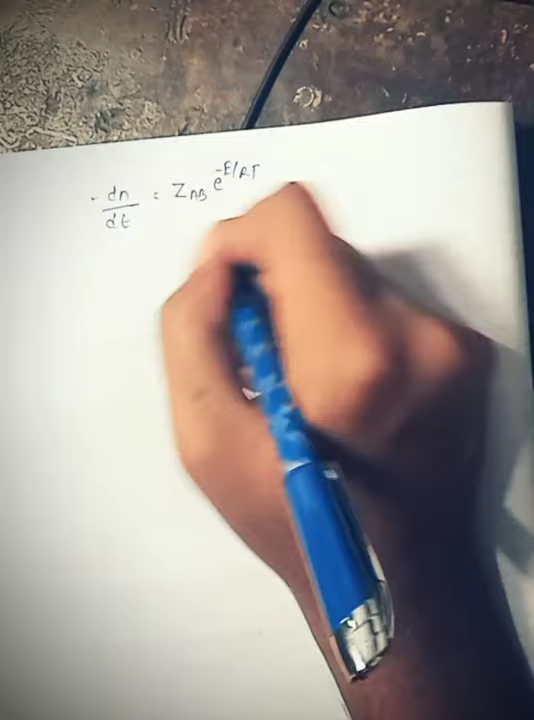 - dn/dt = Z_AB e^-E/RT